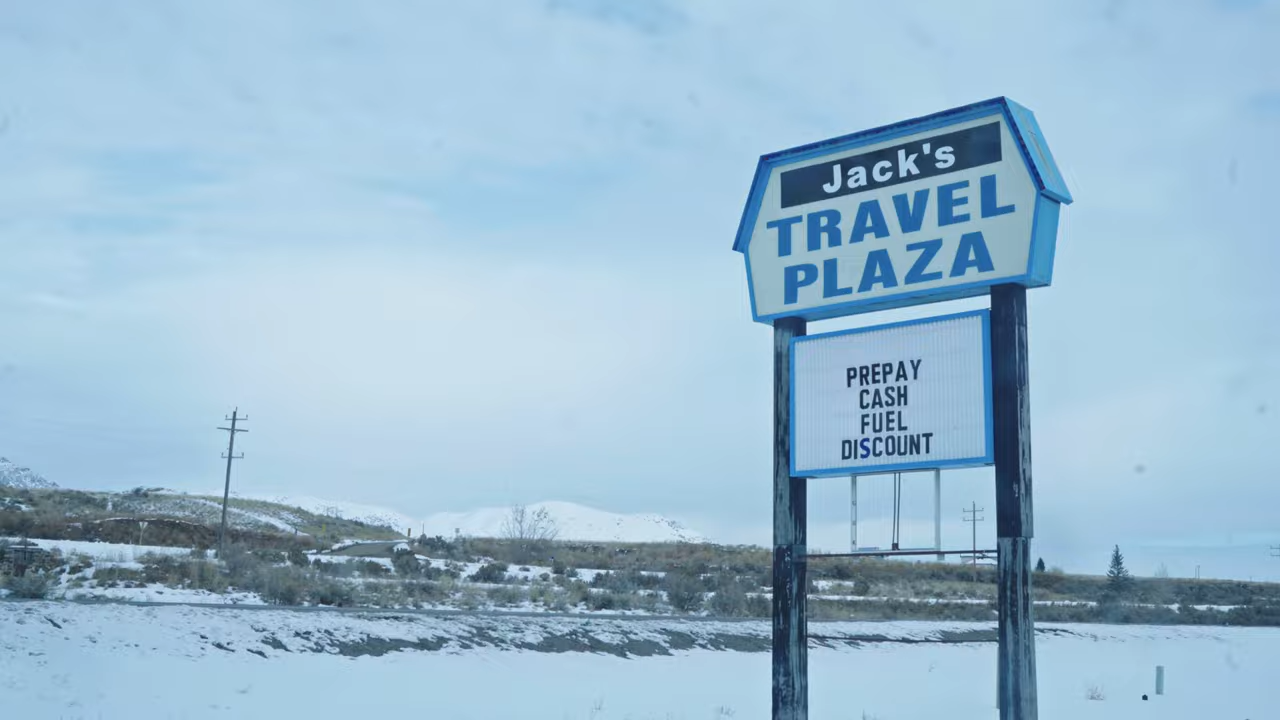 Jack's
TRAVEL
PLAZA
PREPAY
CASH
FUEL
DISCOUNT